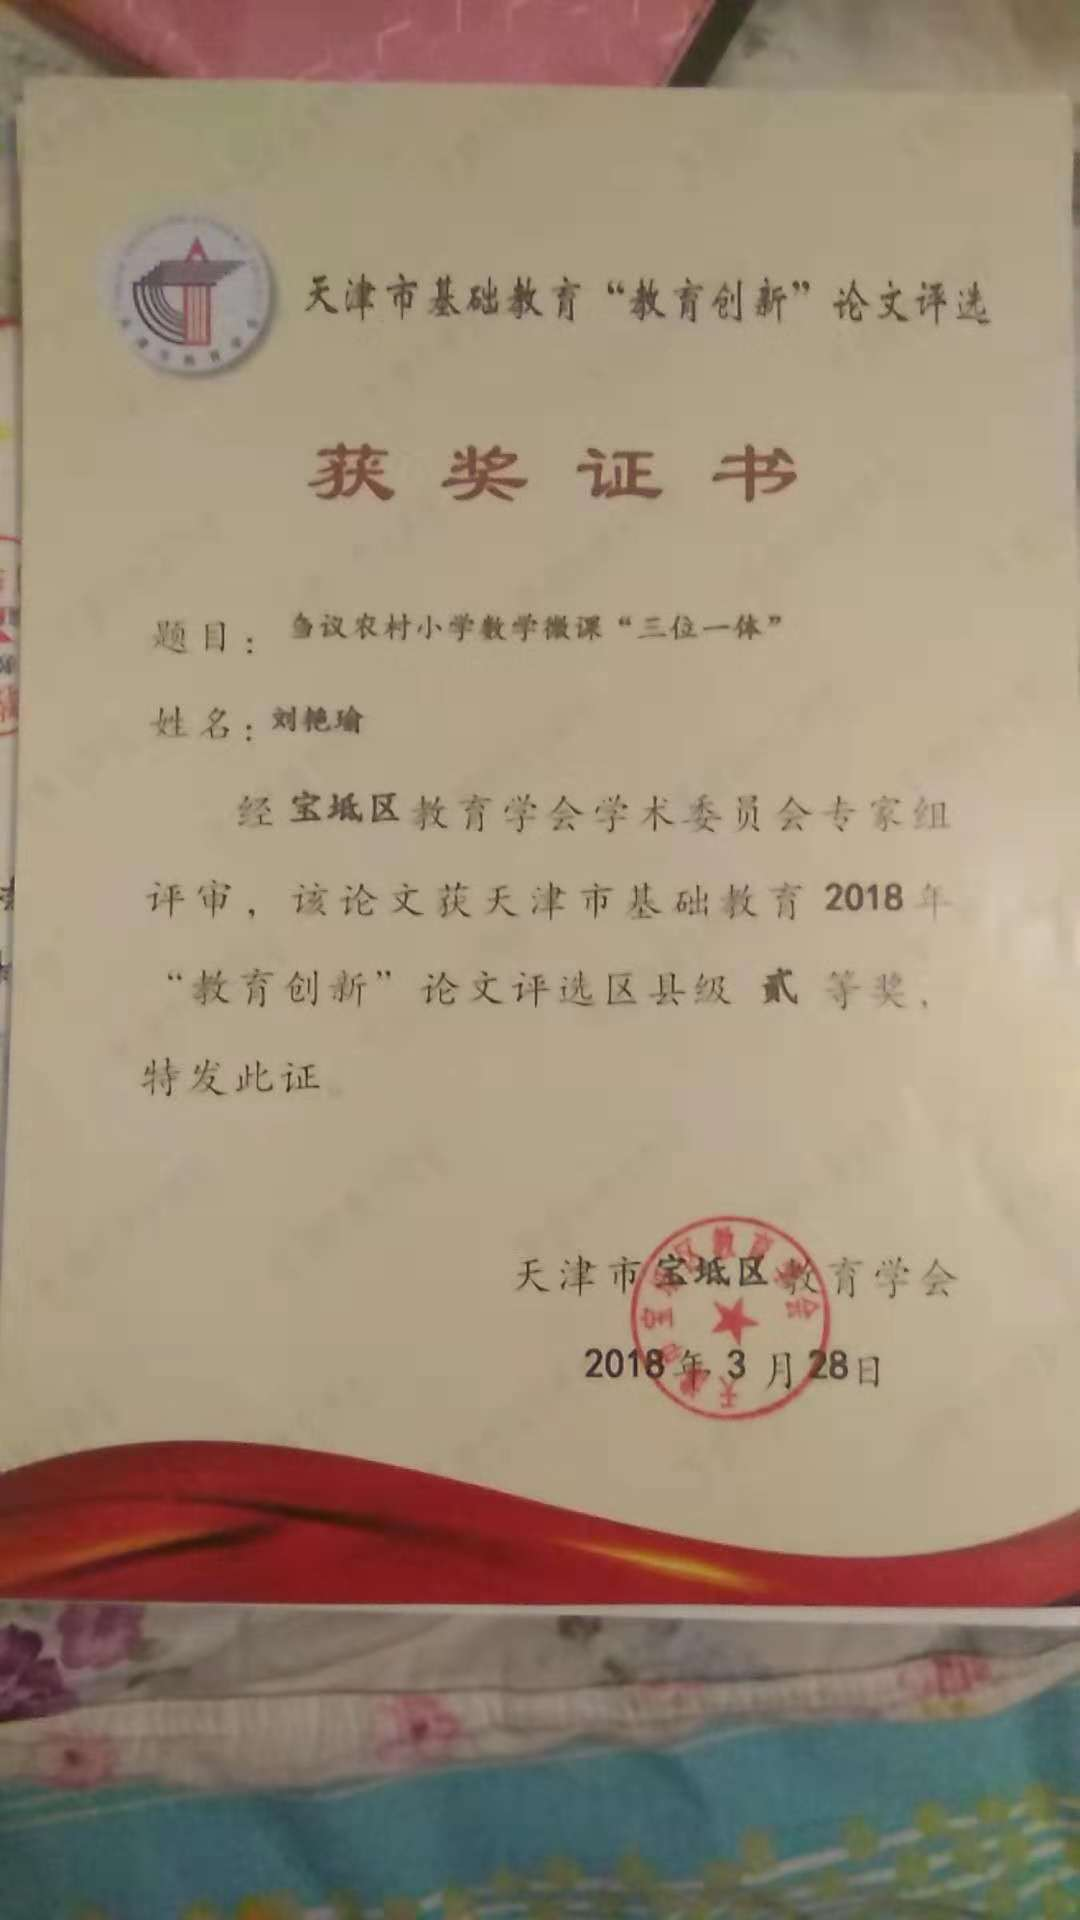 天津市基础教育“教育创新”论文评选
获奖证书
题目：刍议农村小学数学微课“三位一体”
姓名：刘艳瑜
经宝坻区教育学会学术委员会专家组
评审，该论文获天津市基础教育2018年
“教育创新”论文评选区县级 贰 等奖，
特发此证
天津市宝坻区教育学会
2018年3月28日